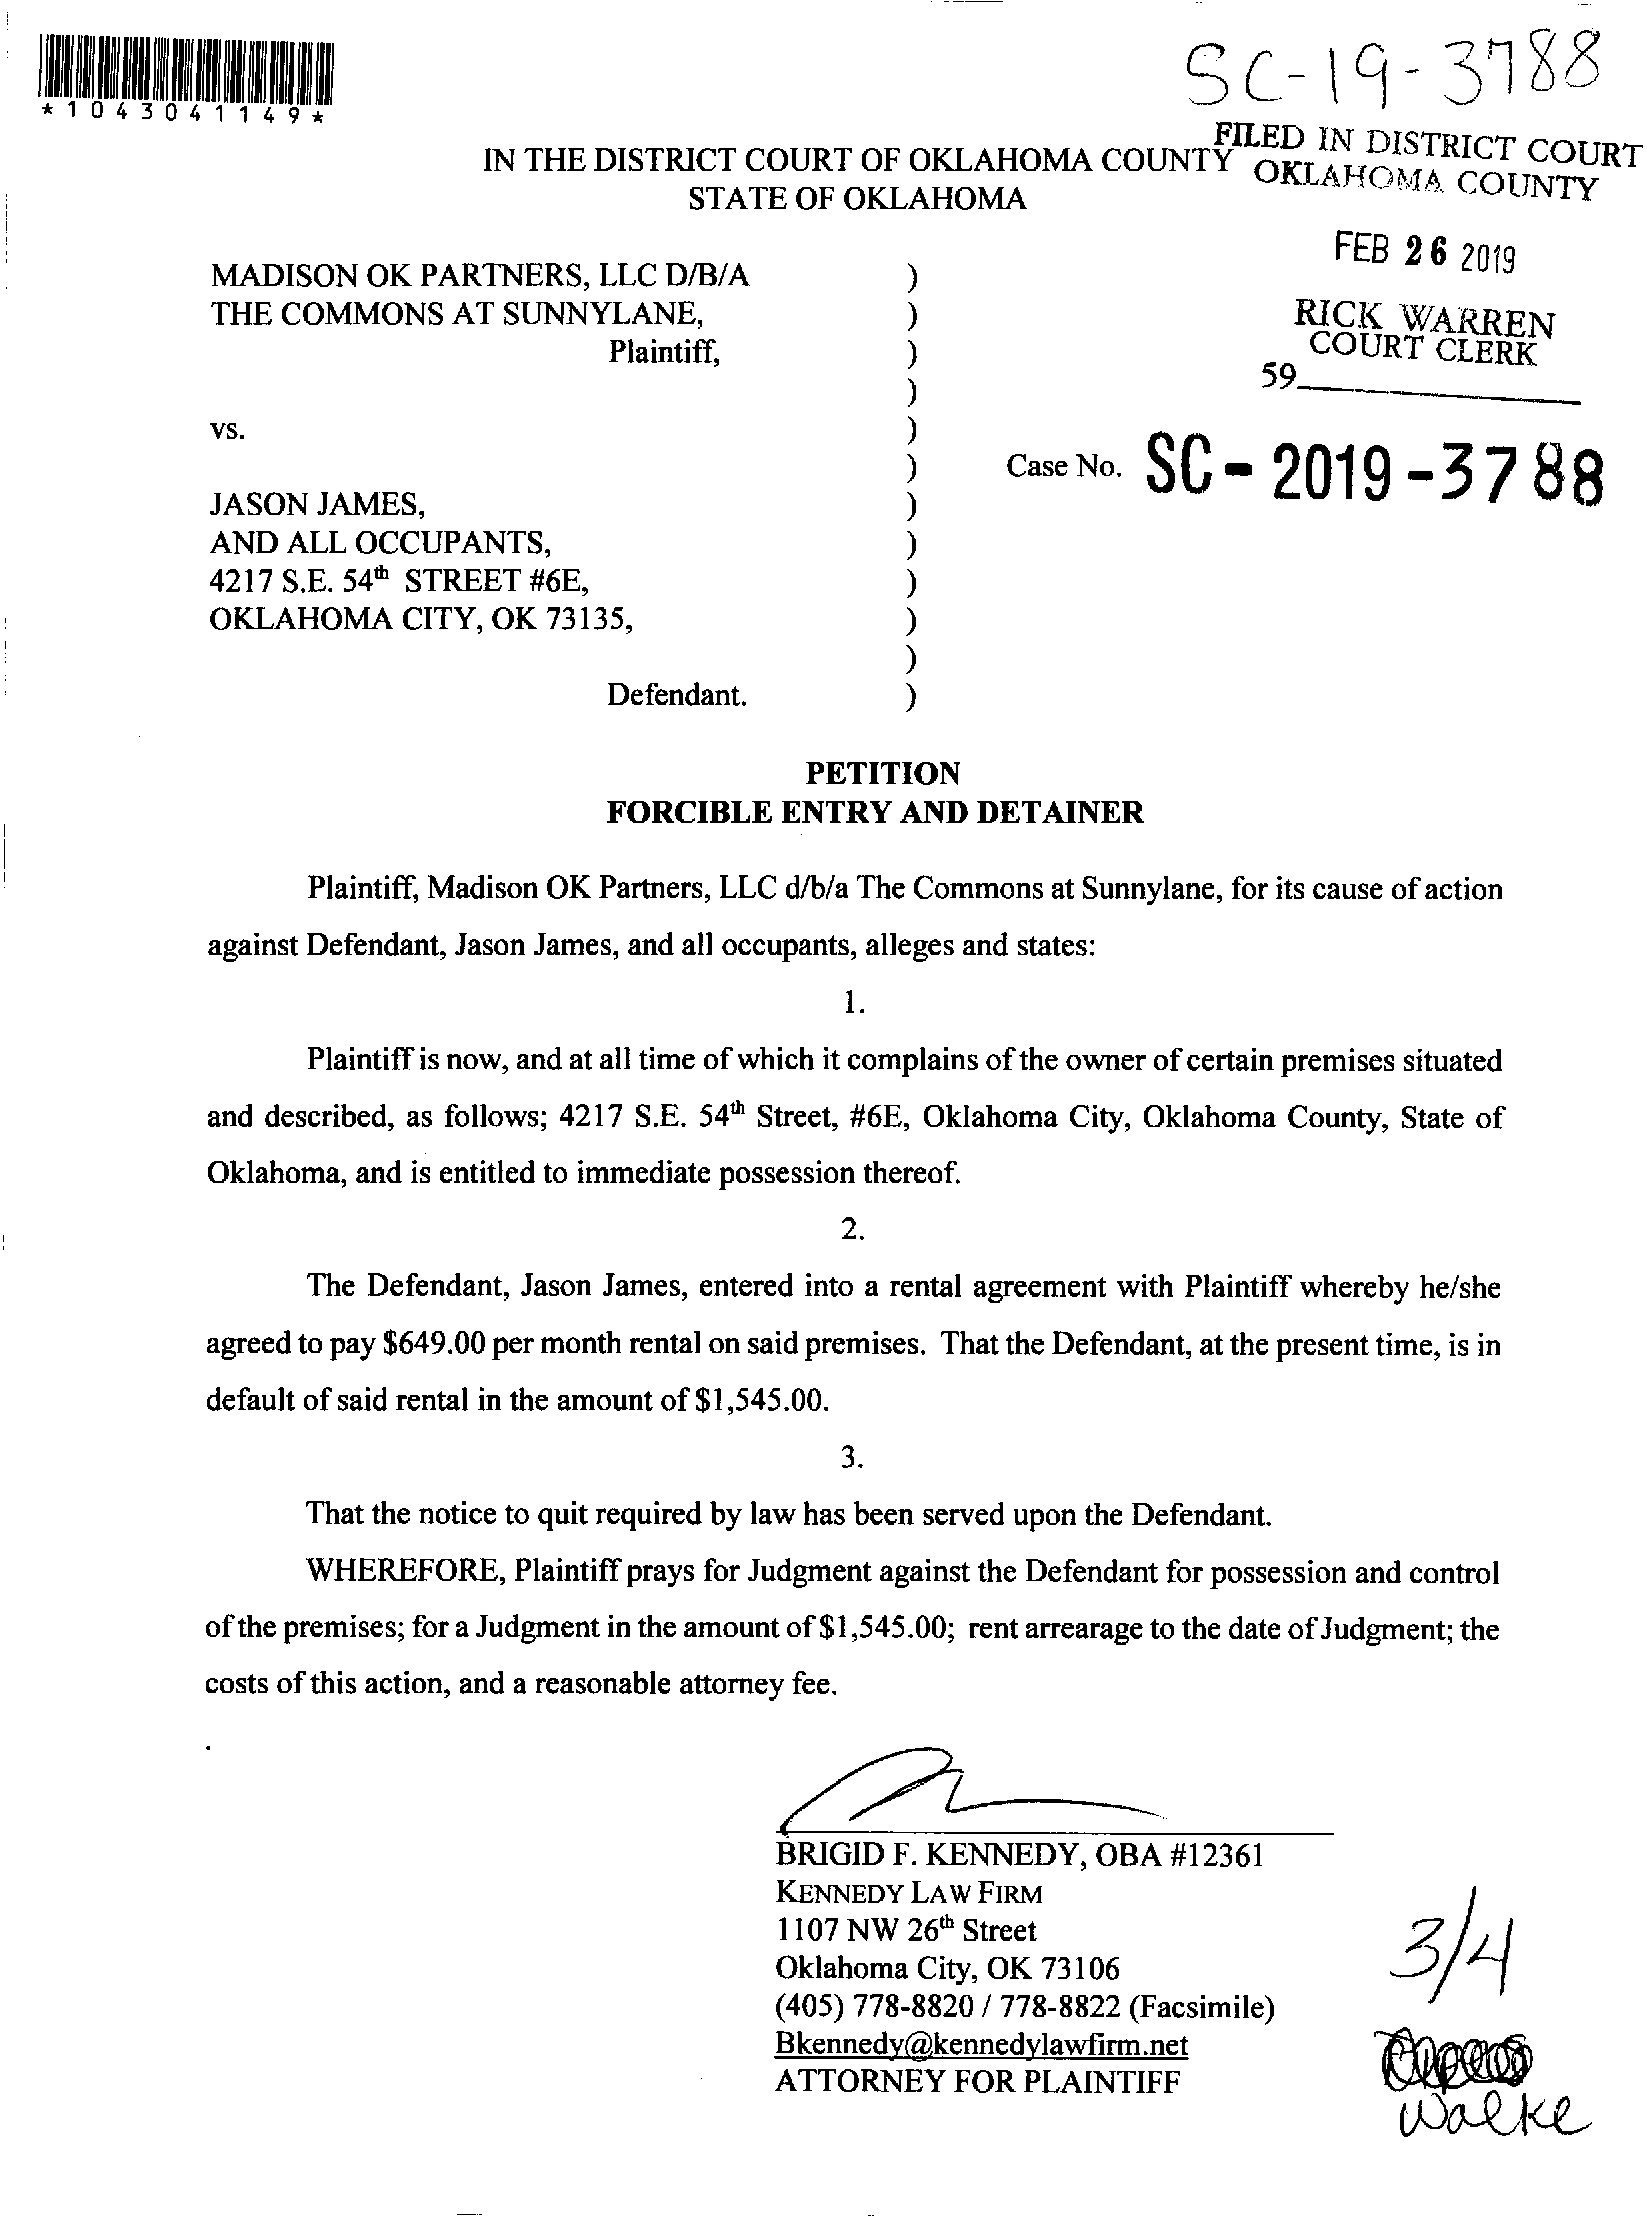 SC-19-3788
*1043041149*
FILED IN DISTRICT COURT
OKLAHOMA COUNTY
IN THE DISTRICT COURT OF OKLAHOMA COUNTY
STATE OF OKLAHOMA
FEB 26 2019
RICK WARREN
COURT CLERK
59
MADISON OK PARTNERS, LLC D/B/A )
THE COMMONS AT SUNNYLANE, )
Plaintiff, )
)
vs. )
) Case No. SC-2019-3788
JASON JAMES, )
AND ALL OCCUPANTS, )
4217 S.E. 54th STREET #6E, )
OKLAHOMA CITY, OK 73135, )
)
Defendant. )
PETITION
FORCIBLE ENTRY AND DETAINER
Plaintiff, Madison OK Partners, LLC d/b/a The Commons at Sunnylane, for its cause of action
against Defendant, Jason James, and all occupants, alleges and states:
1.
Plaintiff is now, and at all time of which it complains of the owner of certain premises situated
and described, as follows; 4217 S.E. 54th Street, #6E, Oklahoma City, Oklahoma County, State of
Oklahoma, and is entitled to immediate possession thereof.
2.
The Defendant, Jason James, entered into a rental agreement with Plaintiff whereby he/she
agreed to pay $649.00 per month rental on said premises. That the Defendant, at the present time, is in
default of said rental in the amount of $1,545.00.
3.
That the notice to quit required by law has been served upon the Defendant.
WHEREFORE, Plaintiff prays for Judgment against the Defendant for possession and control
of the premises; for a Judgment in the amount of $1,545.00; rent arrearage to the date of Judgment; the
costs of this action, and a reasonable attorney fee.
BRIGID F. KENNEDY, OBA #12361
KENNEDY LAW FIRM
1107 NW 26th Street
Oklahoma City, OK 73106
(405) 778-8820 / 778-8822 (Facsimile)
Bkennedy@kennedylawfirm.net
ATTORNEY FOR PLAINTIFF
3/4
Walke